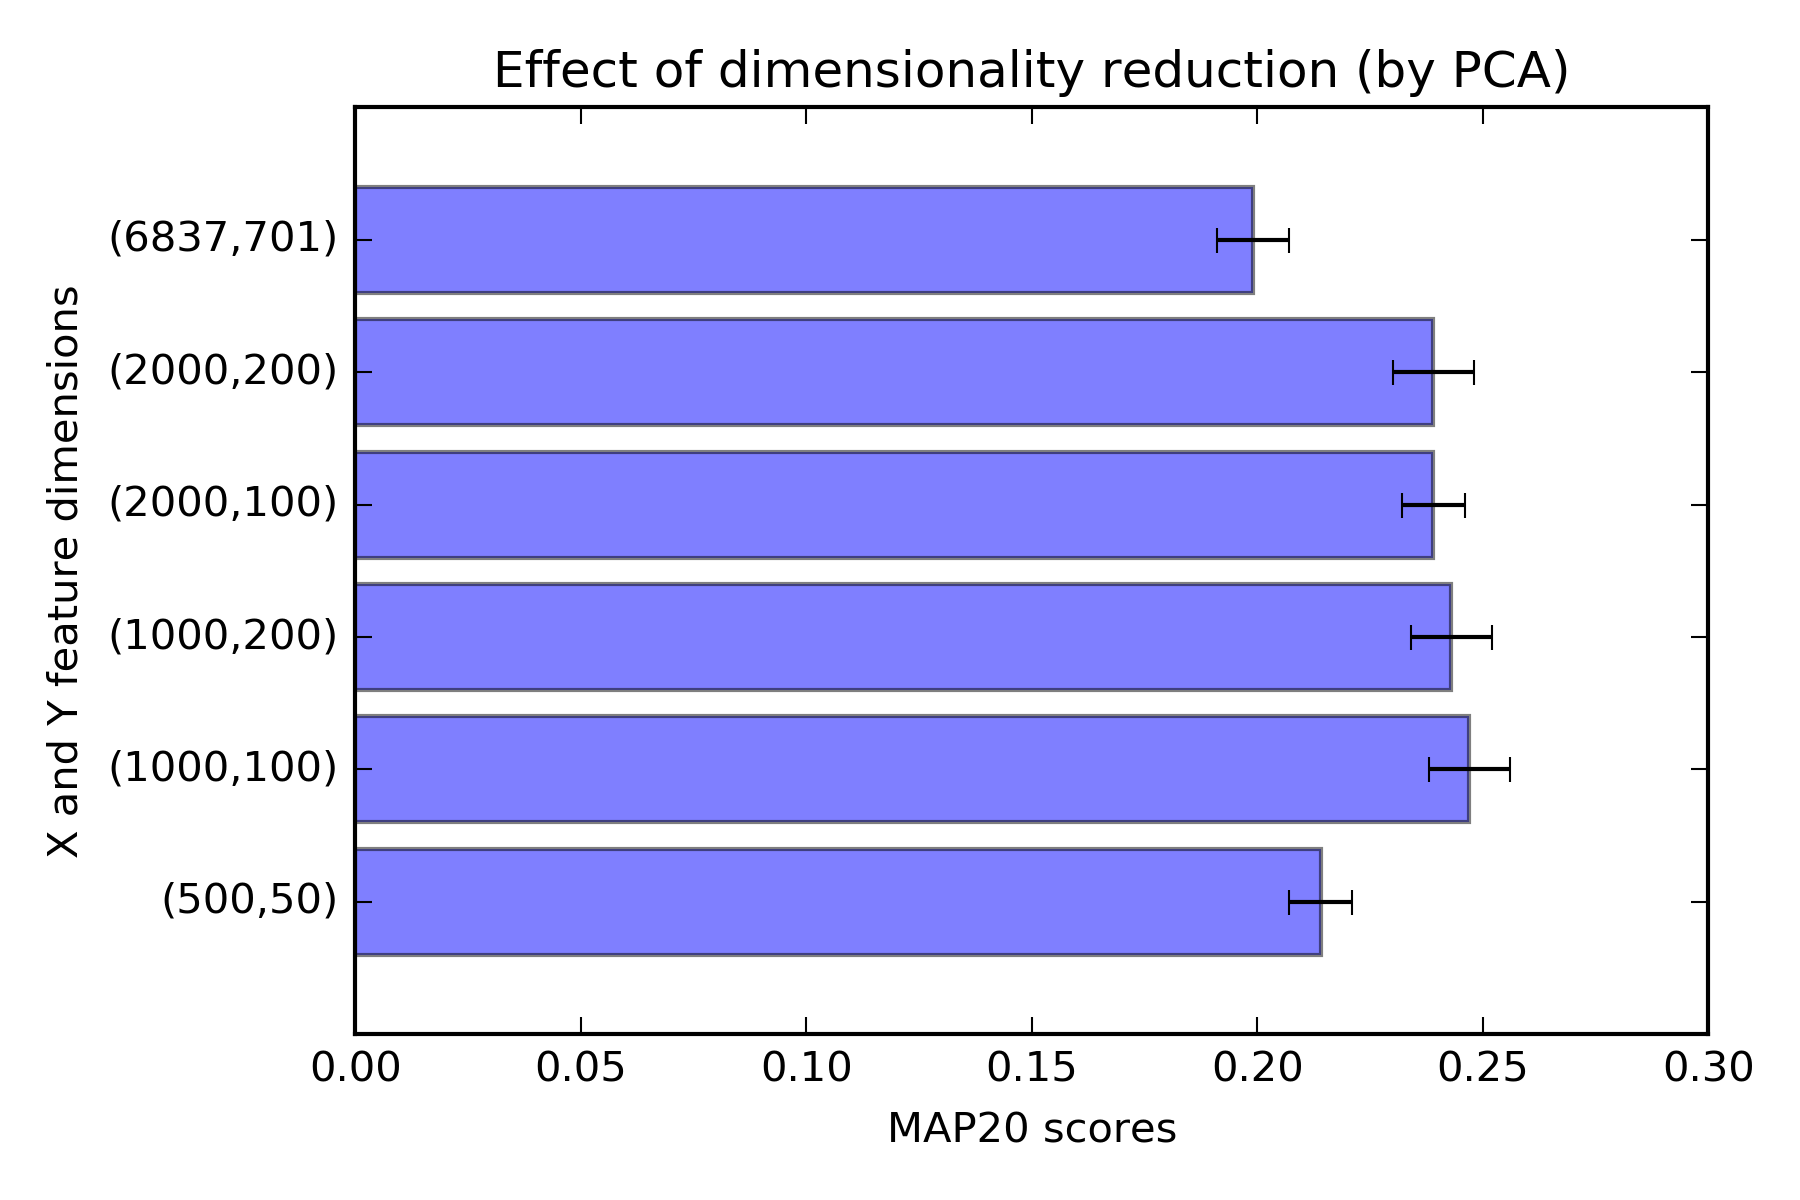 Effect of dimensionality reduction (by PCA)
X and Y feature dimensions
(6837,701)
(2000,200)
(2000,100)
(1000,200)
(1000,100)
(500,50)
0.00 0.05 0.10 0.15 0.20 0.25 0.30
MAP20 scores